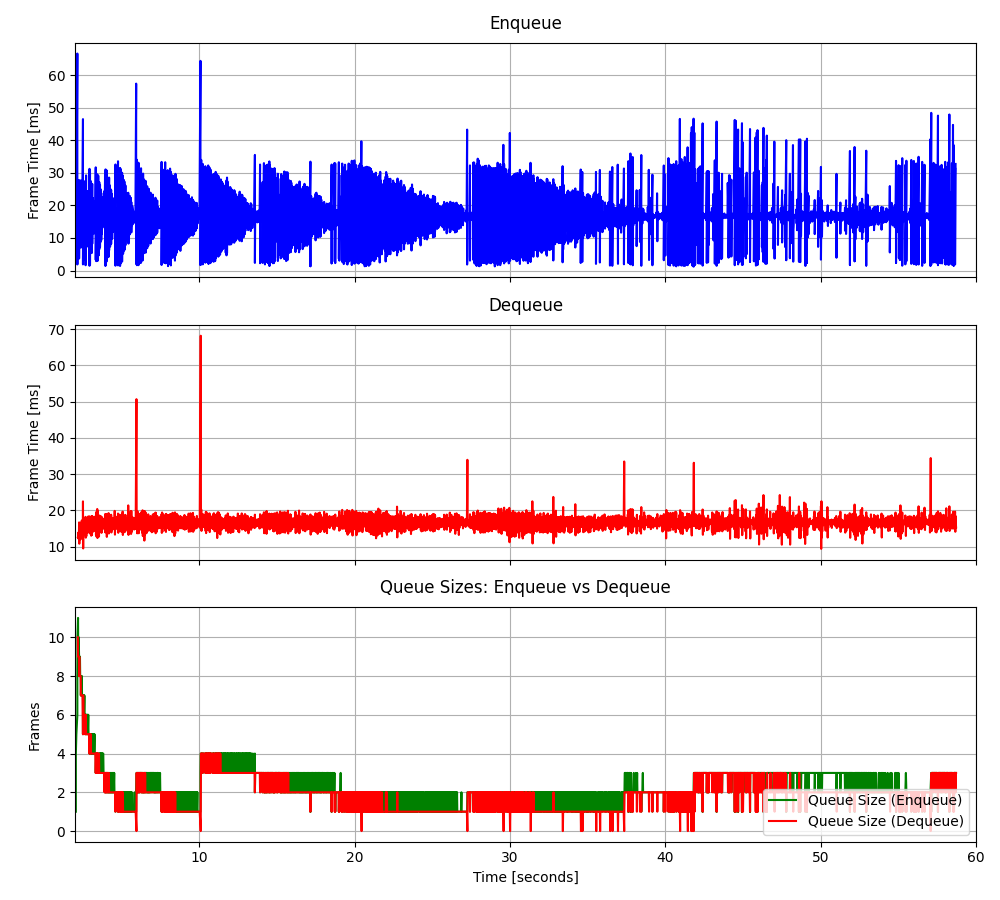 Enqueue
Frame Time [ms]
60
50
40
30
20
10
0
Dequeue
Frame Time [ms]
70
60
50
40
30
20
10
Queue Sizes: Enqueue vs Dequeue
Frames
10
8
6
4
2
0
Queue Size (Enqueue)
Queue Size (Dequeue)
10 20 30 40 50 60
Time [seconds]